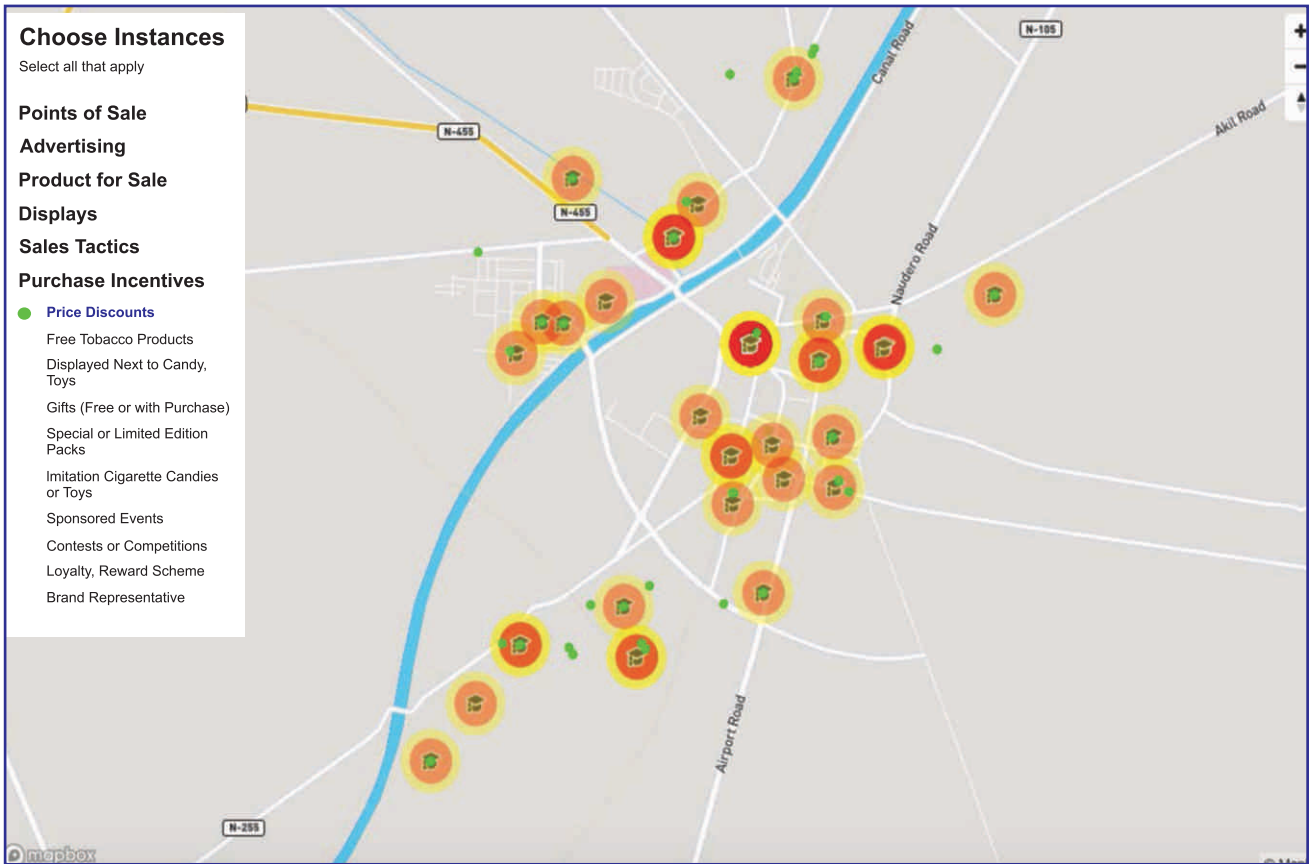 Choose Instances
Select all that apply
Points of Sale
Advertising
Product for Sale
Displays
Sales Tactics
Purchase Incentives
Price Discounts
Free Tobacco Products
Displayed Next to Candy,
Toys
Gifts (Free or with Purchase)
Special or Limited Edition
Packs
Imitation Cigarette Candies
or Toys
Sponsored Events
Contests or Competitions
Loyalty, Reward Scheme
Brand Representative
N-105
Canal Road
Akil Road
N-455
N-455
Naudero Road
Airport Road
N-255
mapbox